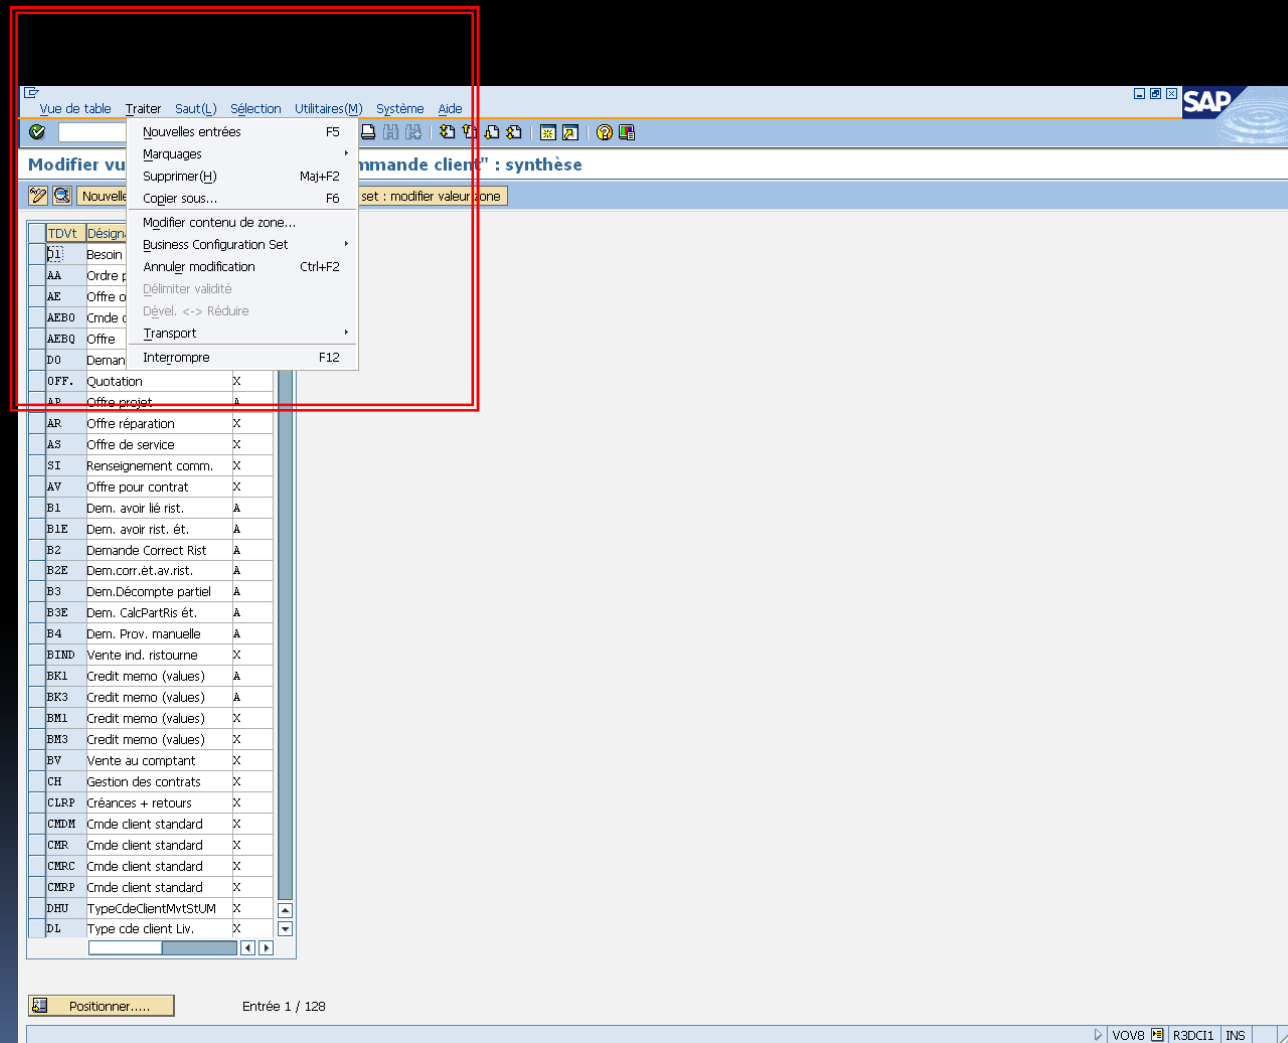 Vue de table Traiter Saut(L) Sélection Utilitaires(M) Système Aide
SAP
Nouvelles entrées F5
Marquages
Supprimer(H) Maj+F2
Copier sous... F6
Modifier contenu de zone...
Business Configuration Set
Annuler modification Ctrl+F2
Délimiter validité
Dével. <-> Réduire
Transport
Interrompre F12
Modifier vu mmande client" : synthèse
Nouvelle set : modifier valeur zone
TDVt Désign
01 Besoin
AA Ordre p
AE Offre o
AEBO Cmde c
AEBQ Offre
DO Deman
OFF. Quotation X
AP Offre projet A
AR Offre réparation X
AS Offre de service X
SI Renseignement comm. X
AV Offre pour contrat X
B1 Dem. avoir lié rist. A
B1E Dem. avoir rist. ét. A
B2 Demande Correct Rist A
B2E Dem.corr.ét.av.rist. A
B3 Dem.Décompte partiel A
B3E Dem. CalcPartRis ét. A
B4 Dem. Prov. manuelle A
BIND Vente ind. ristourne X
BK1 Credit memo (values) A
BK3 Credit memo (values) A
BM1 Credit memo (values) X
BM3 Credit memo (values) X
BV Vente au comptant X
CH Gestion des contrats X
CLRP Créances + retours X
CMDM Cmde client standard X
CMR Cmde client standard X
CMRC Cmde client standard X
CMRP Cmde client standard X
DHU TypeCdeClientMvtStUM X
DL Type cde client Liv. X
Positionner..... Entrée 1 / 128
VOV8 R3DCI1 INS